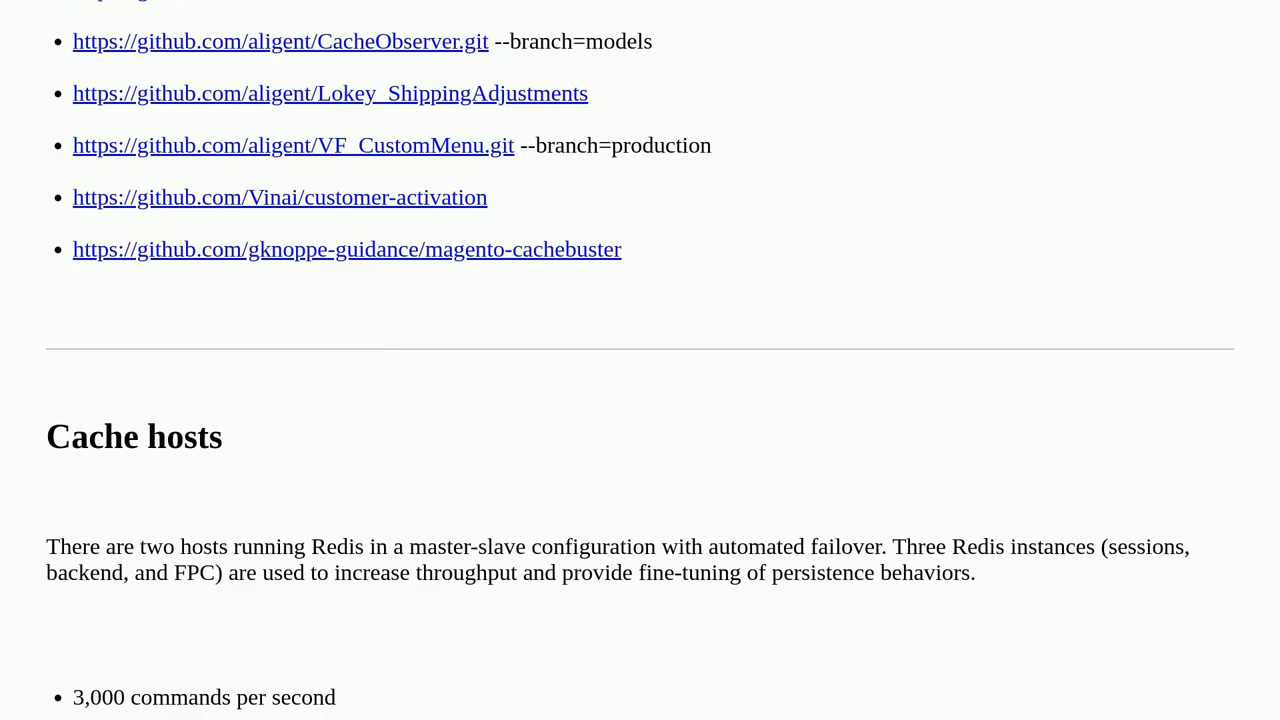 https://github.com/aligent/CacheObserver.git --branch=models
https://github.com/aligent/Lokey_ShippingAdjustments
https://github.com/aligent/VF_CustomMenu.git --branch=production
https://github.com/Vinai/customer-activation
https://github.com/gknoppe-guidance/magento-cachebuster
Cache hosts
There are two hosts running Redis in a master-slave configuration with automated failover. Three Redis instances (sessions,
backend, and FPC) are used to increase throughput and provide fine-tuning of persistence behaviors.
3,000 commands per second